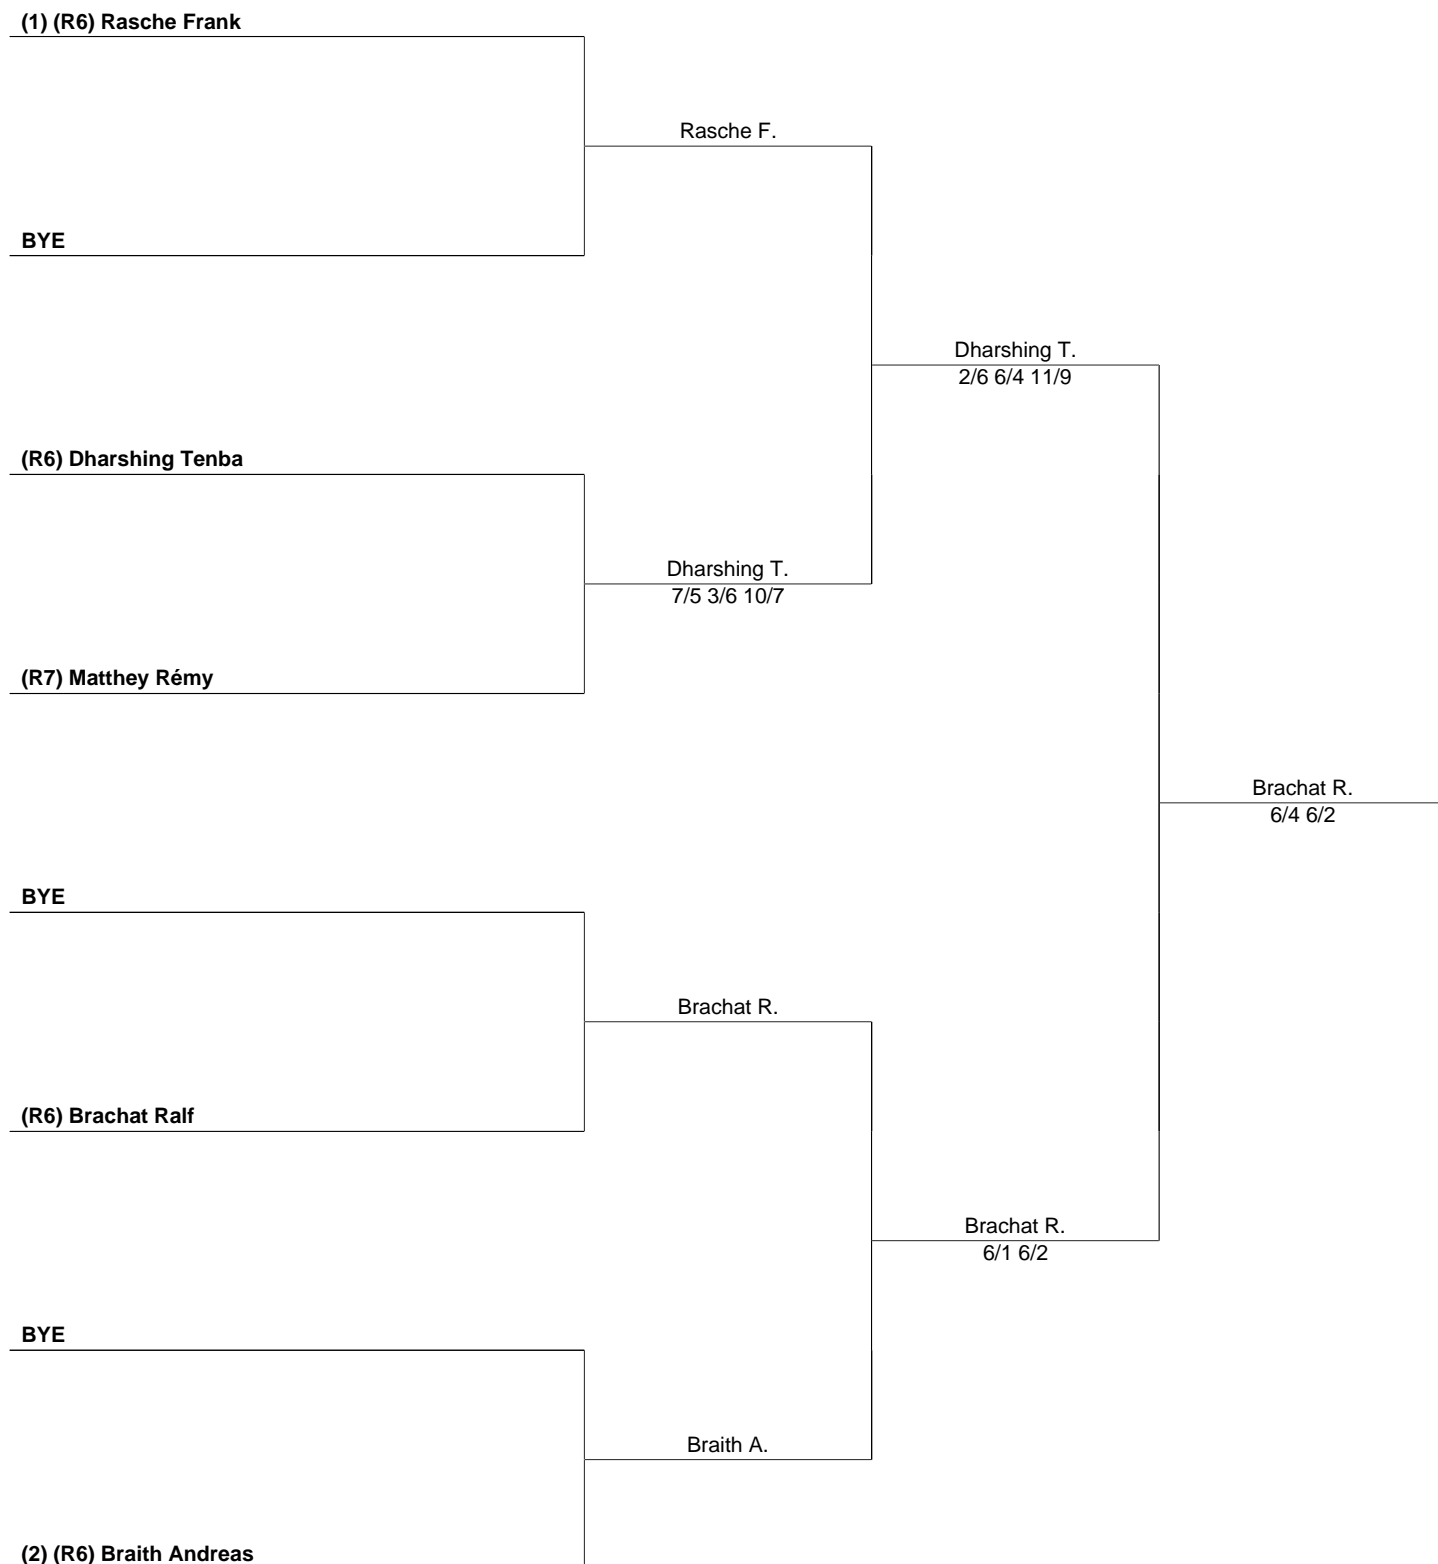 (1) (R6) Rasche Frank
Rasche F.
BYE
Dharshing T.
2/6 6/4 11/9
(R6) Dharshing Tenba
Dharshing T.
7/5 3/6 10/7
(R7) Matthey Rémy
Brachat R.
6/4 6/2
BYE
Brachat R.
(R6) Brachat Ralf
Brachat R.
6/1 6/2
BYE
Braith A.
(2) (R6) Braith Andreas